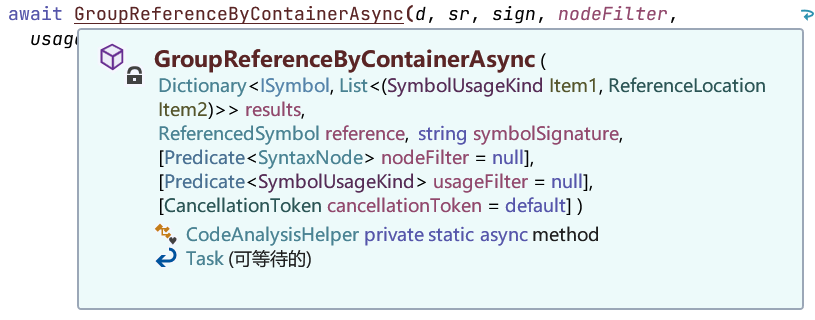 await GroupReferenceByContainerAsync(d, sr, sign, nodeFilter,
usag
GroupReferenceByContainerAsync (
Dictionary<ISymbol, List<(SymbolUsageKind Item1, ReferenceLocation
Item2)>> results,
ReferencedSymbol reference, string symbolSignature,
[Predicate<SyntaxNode> nodeFilter = null],
[Predicate<SymbolUsageKind> usageFilter = null],
[CancellationToken cancellationToken = default] )
CodeAnalysisHelper private static async method
Task (可等待的)